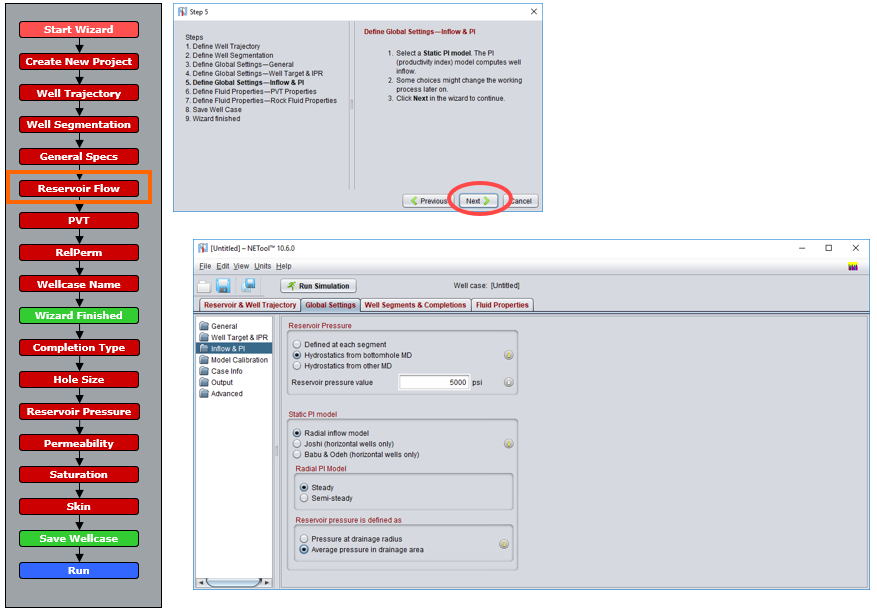 Start Wizard
Create New Project
Well Trajectory
Well Segmentation
General Specs
Reservoir Flow
PVT
RelPerm
Wellcase Name
Wizard Finished
Completion Type
Hole Size
Reservoir Pressure
Permeability
Saturation
Skin
Save Wellcase
Run
Step 5
Steps
1. Define Well Trajectory
2. Define Well Segmentation
3. Define Global Settings—General
4. Define Global Settings—Well Target & IPR
5. Define Global Settings—Inflow & PI
6. Define Fluid Properties—PVT Properties
7. Define Fluid Properties—Rock Fluid Properties
8. Save Well Case
9. Wizard finished
Define Global Settings—Inflow & PI
1. Select a Static PI model. The PI
(productivity index) model computes well
inflow.
2. Some choices might change the working
process later on.
3. Click Next in the wizard to continue.
Previous
Next
Cancel
[Untitled] – NETool™ 10.6.0
File Edit View Units Help
Run Simulation
Well case: [Untitled]
Reservoir & Well Trajectory
Global Settings
Well Segments & Completions
Fluid Properties
General
Well Target & IPR
Inflow & PI
Model Calibration
Case Info
Output
Advanced
Reservoir Pressure
Defined at each segment
Hydrostatics from bottomhole MD
Hydrostatics from other MD
Reservoir pressure value 5000 psi
Static PI model
Radial inflow model
Joshi (horizontal wells only)
Babu & Odeh (horizontal wells only)
Radial PI Model
Steady
Semi-steady
Reservoir pressure is defined as
Pressure at drainage radius
Average pressure in drainage area